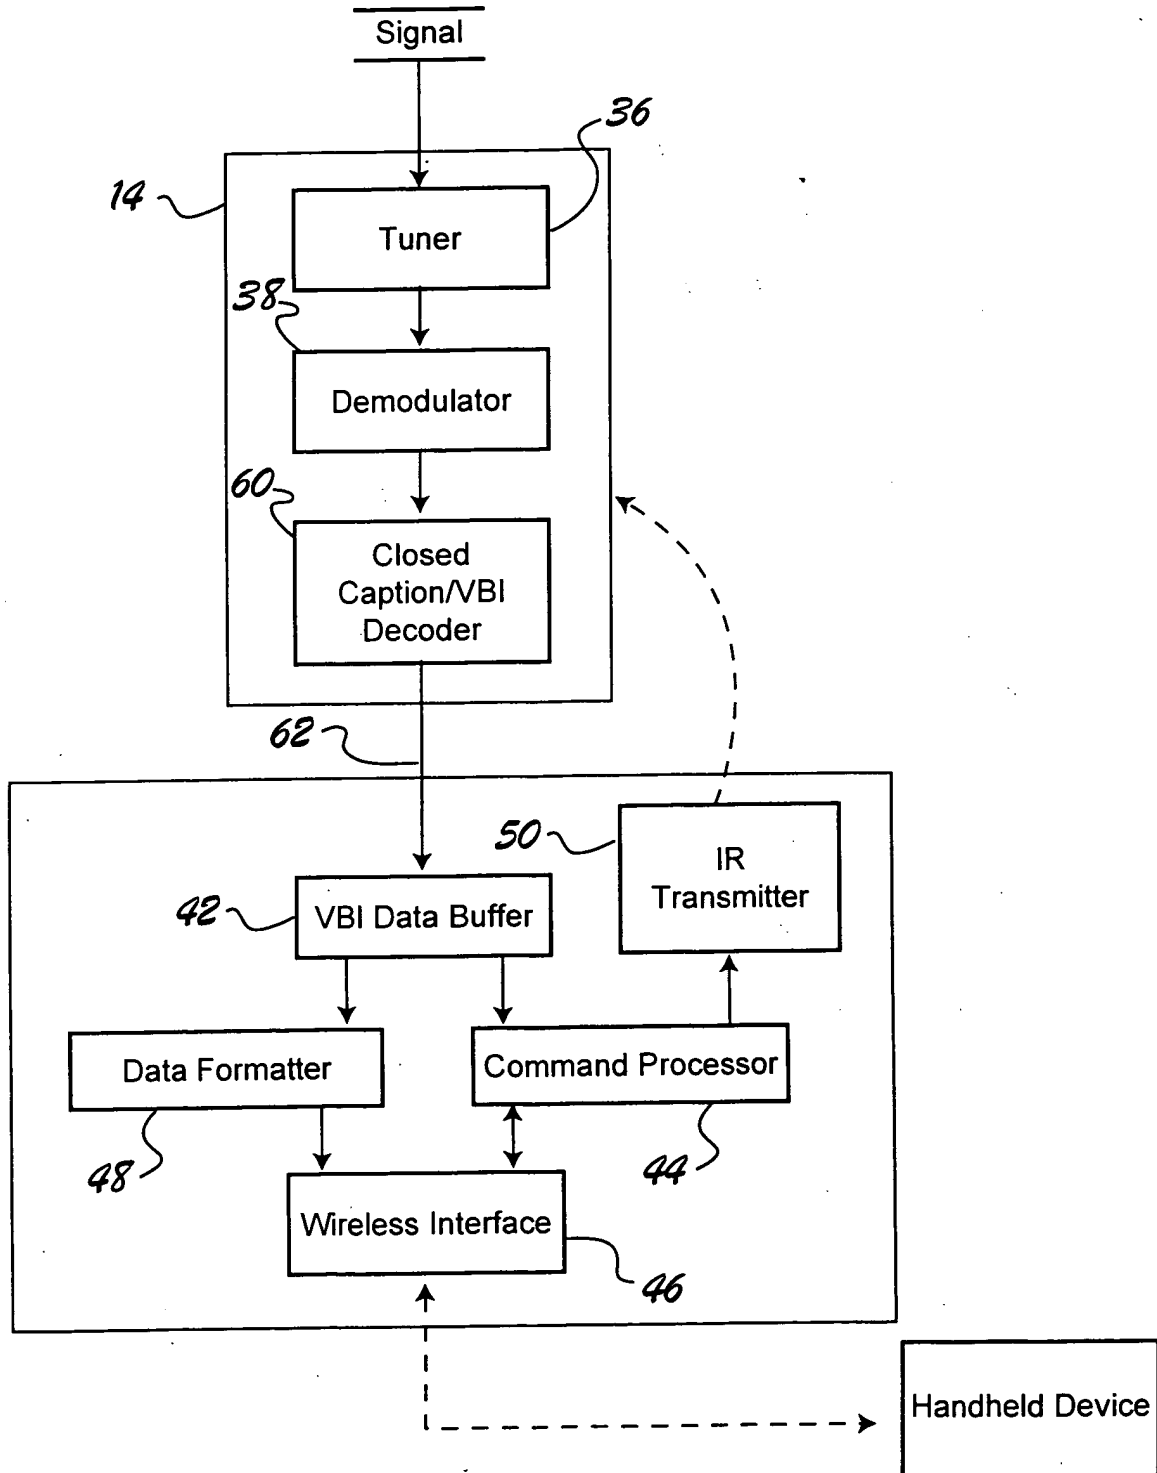 Signal
36
14
Tuner
38
Demodulator
60
Closed
Caption/VBI
Decoder
62
50
IR
Transmitter
42
VBI Data Buffer
Data Formatter
Command Processor
48
44
Wireless Interface
46
Handheld Device